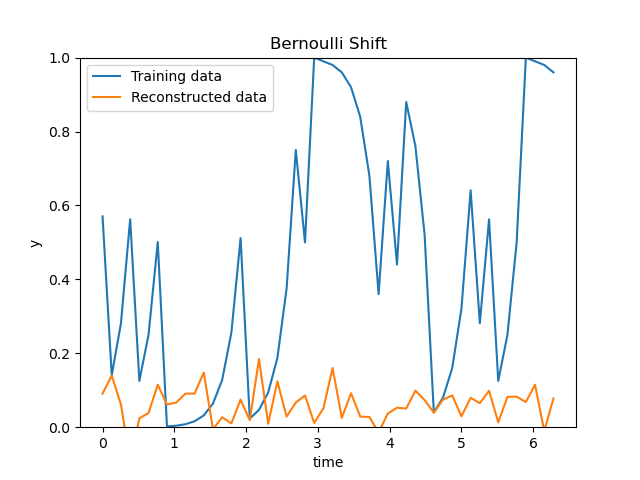 Bernoulli Shift
Training data
Reconstructed data
1.0
0.8
0.6
0.4
0.2
0.0
y
0 1 2 3 4 5 6
time